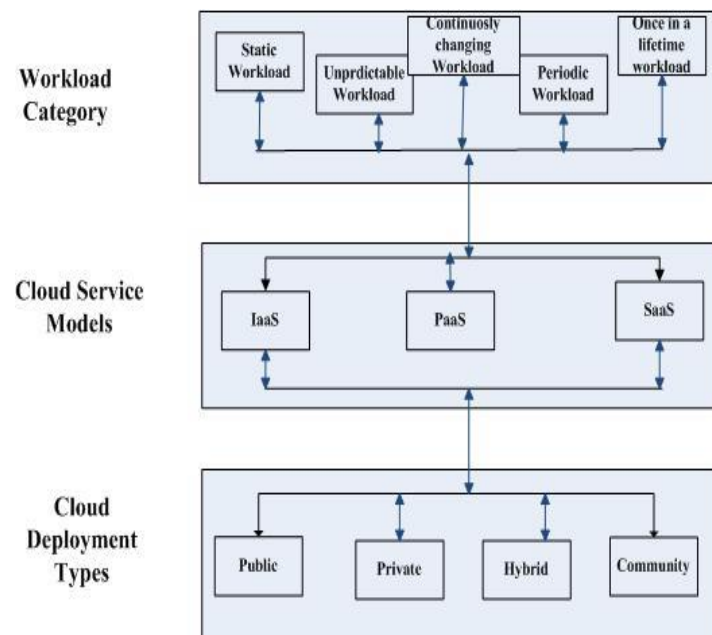 Workload
Category
Static
Workload
Unprdictable
Workload
Continuosly
changing
Workload
Periodic
Workload
Once in a
lifetime
workload
Cloud Service
Models
IaaS
PaaS
SaaS
Cloud
Deployment
Types
Public
Private
Hybrid
Community